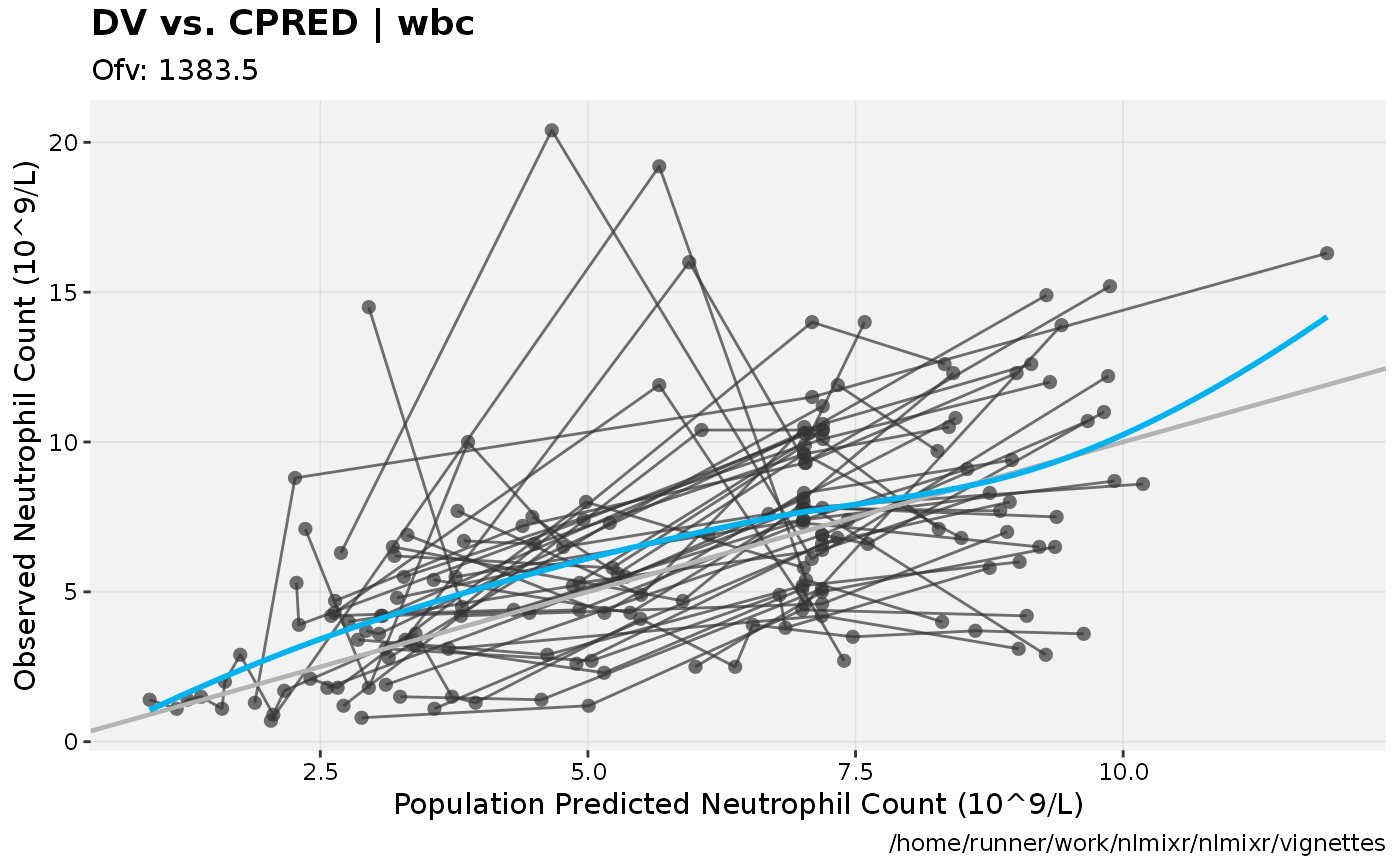 DV vs. CPRED | wbc
Ofv: 1383.5
Observed Neutrophil Count (10^9/L)
20
15
10
5
0
2.5 5.0 7.5 10.0
Population Predicted Neutrophil Count (10^9/L)
/home/runner/work/nlmixr/nlmixr/vignettes